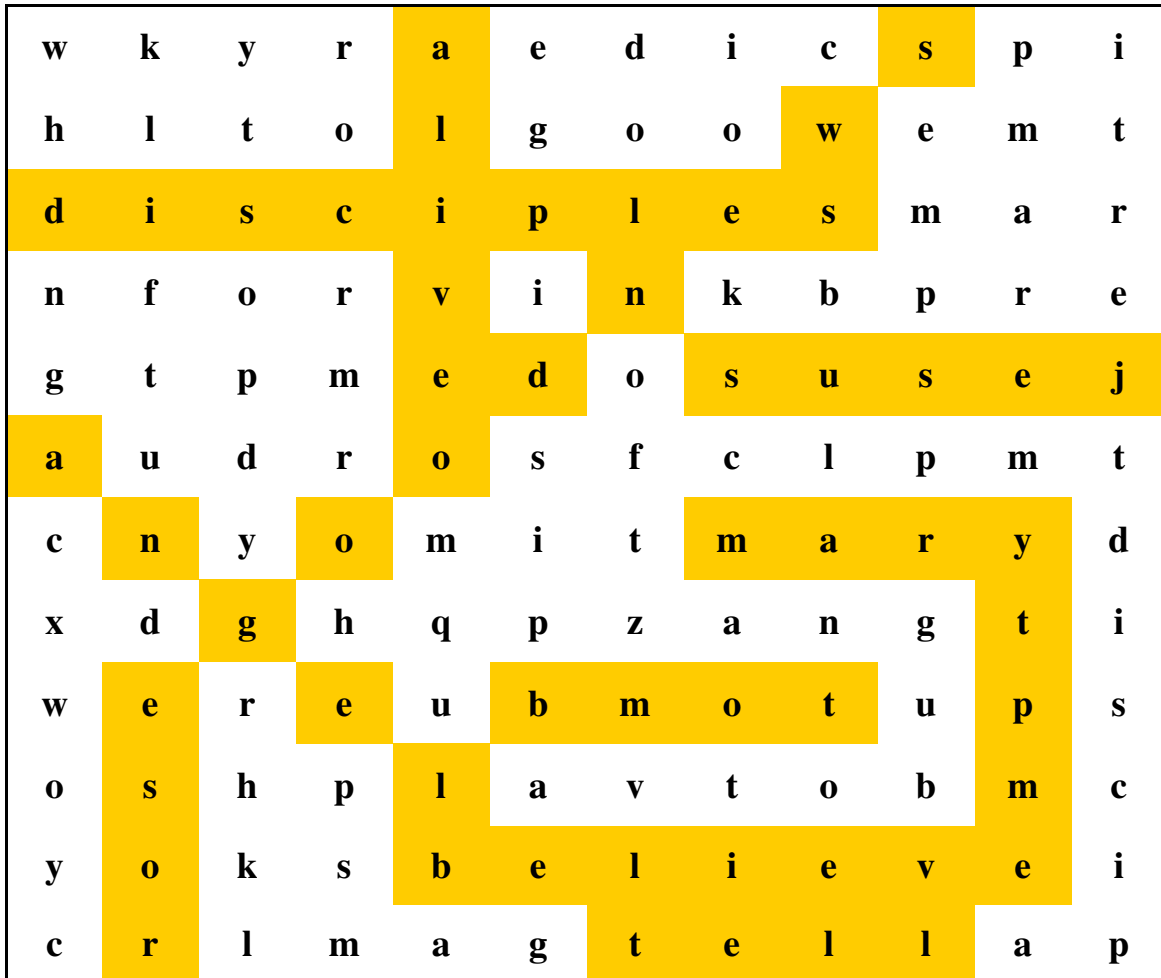 w k y r a e d i c s p i
h l t o l g o o w e m t
d i s c i p l e s m a r
n f o r v i n k b p r e
g t p m e d o s u s e j
a u d r o s f c l p m t
c n y o m i t m a r y d
x d g h q p z a n g t i
w e r e u b m o t u p s
o s h p l a v t o b m c
y o k s b e l i e v e i
c r l m a g t e l l a p